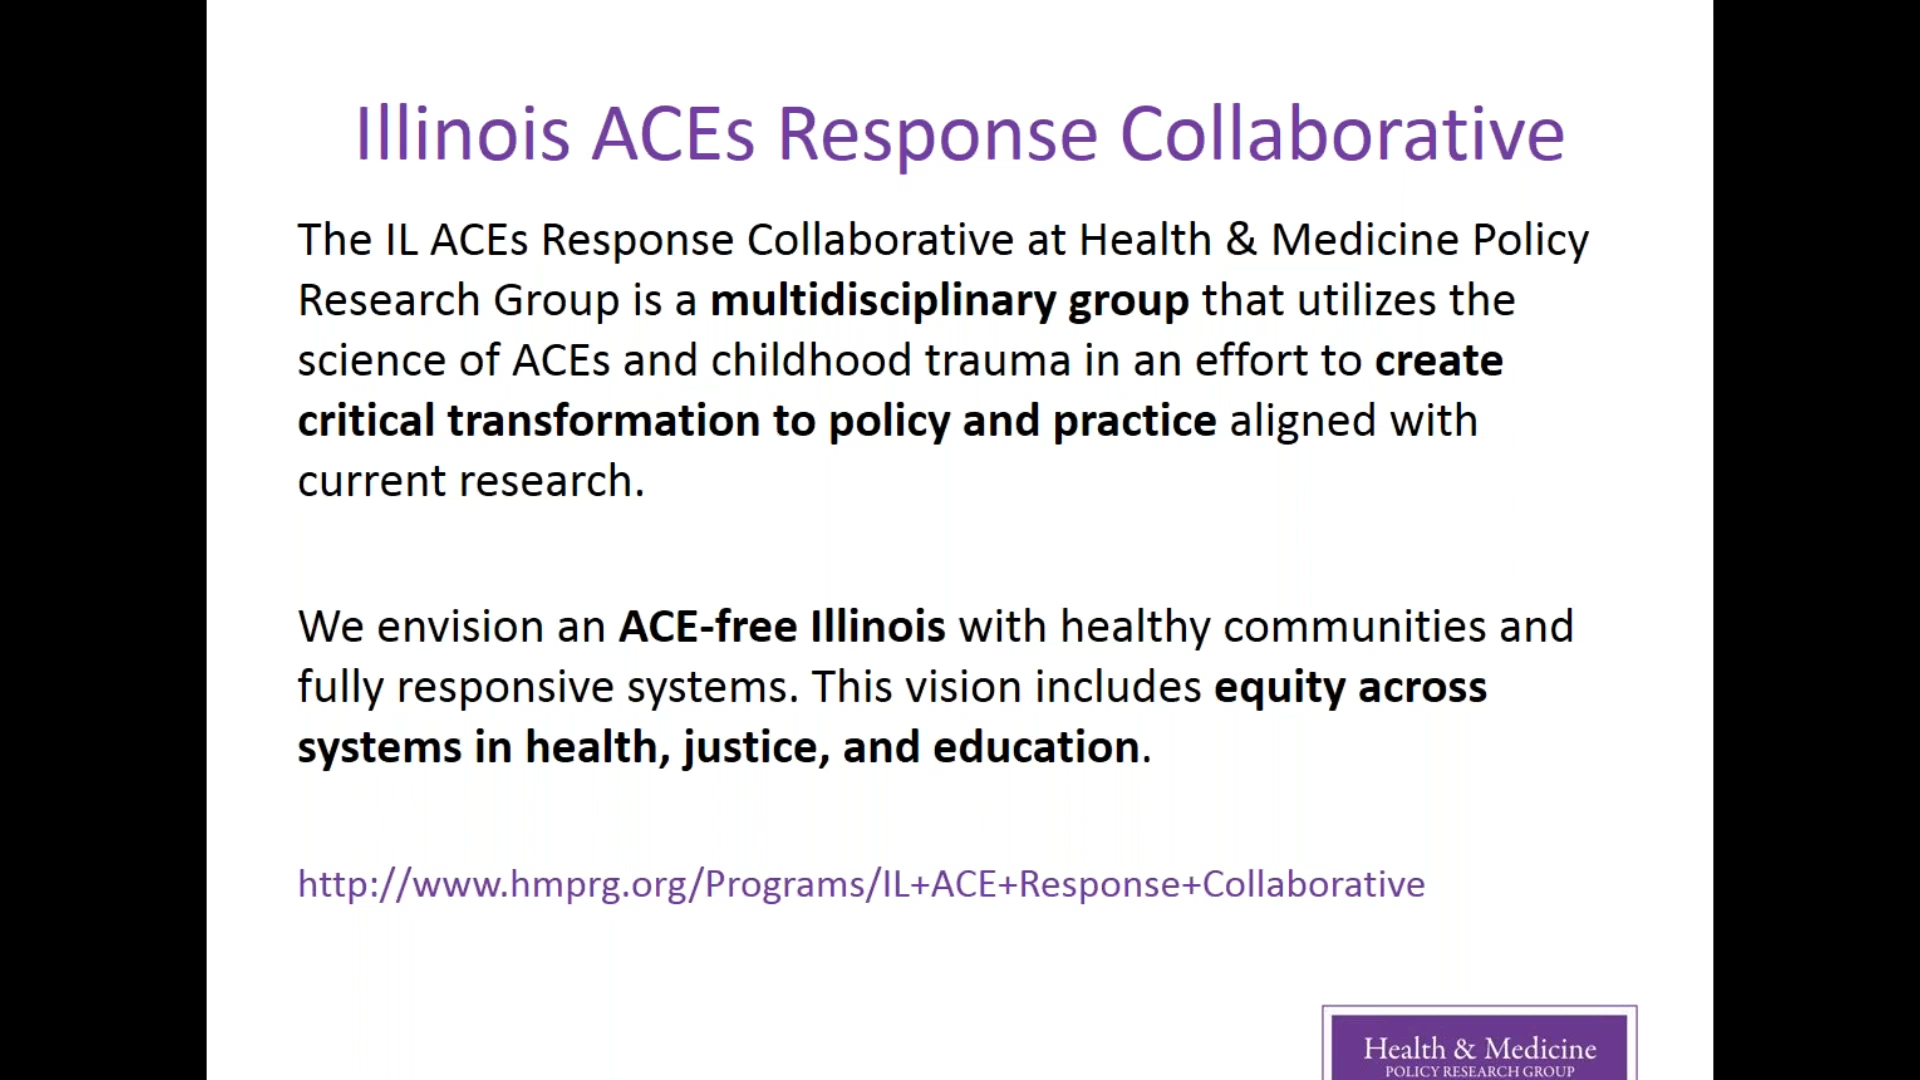 Illinois ACEs Response Collaborative
The IL ACEs Response Collaborative at Health & Medicine Policy
Research Group is a multidisciplinary group that utilizes the
science of ACEs and childhood trauma in an effort to create
critical transformation to policy and practice aligned with
current research.
We envision an ACE-free Illinois with healthy communities and
fully responsive systems. This vision includes equity across
systems in health, justice, and education.
http://www.hmprg.org/Programs/IL+ACE+Response+Collaborative
Health & Medicine
POLICY RESEARCH GROUP